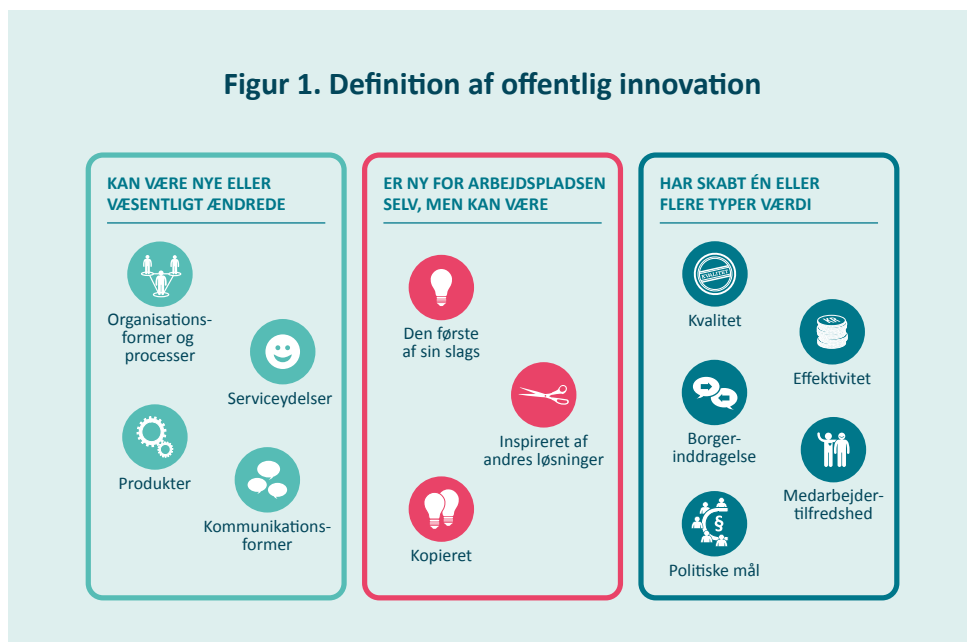 Figur 1. Definition af offentlig innovation
KAN VÆRE NYE ELLER
VÆSENTLIGT ÆNDREDE
Organisations-
former og
processer
Serviceydelser
Produkter
Kommunikations-
former
ER NY FOR ARBEJDSPLADSEN
SELV, MEN KAN VÆRE
Den første
af sin slags
Inspireret af
andres løsninger
Kopieret
HAR SKABT ÉN ELLER
FLERE TYPER VÆRDI
KVALITET
Kvalitet
KR
Effektivitet
Borger-
inddragelse
Medarbejder-
tilfredshed
§
Politiske mål